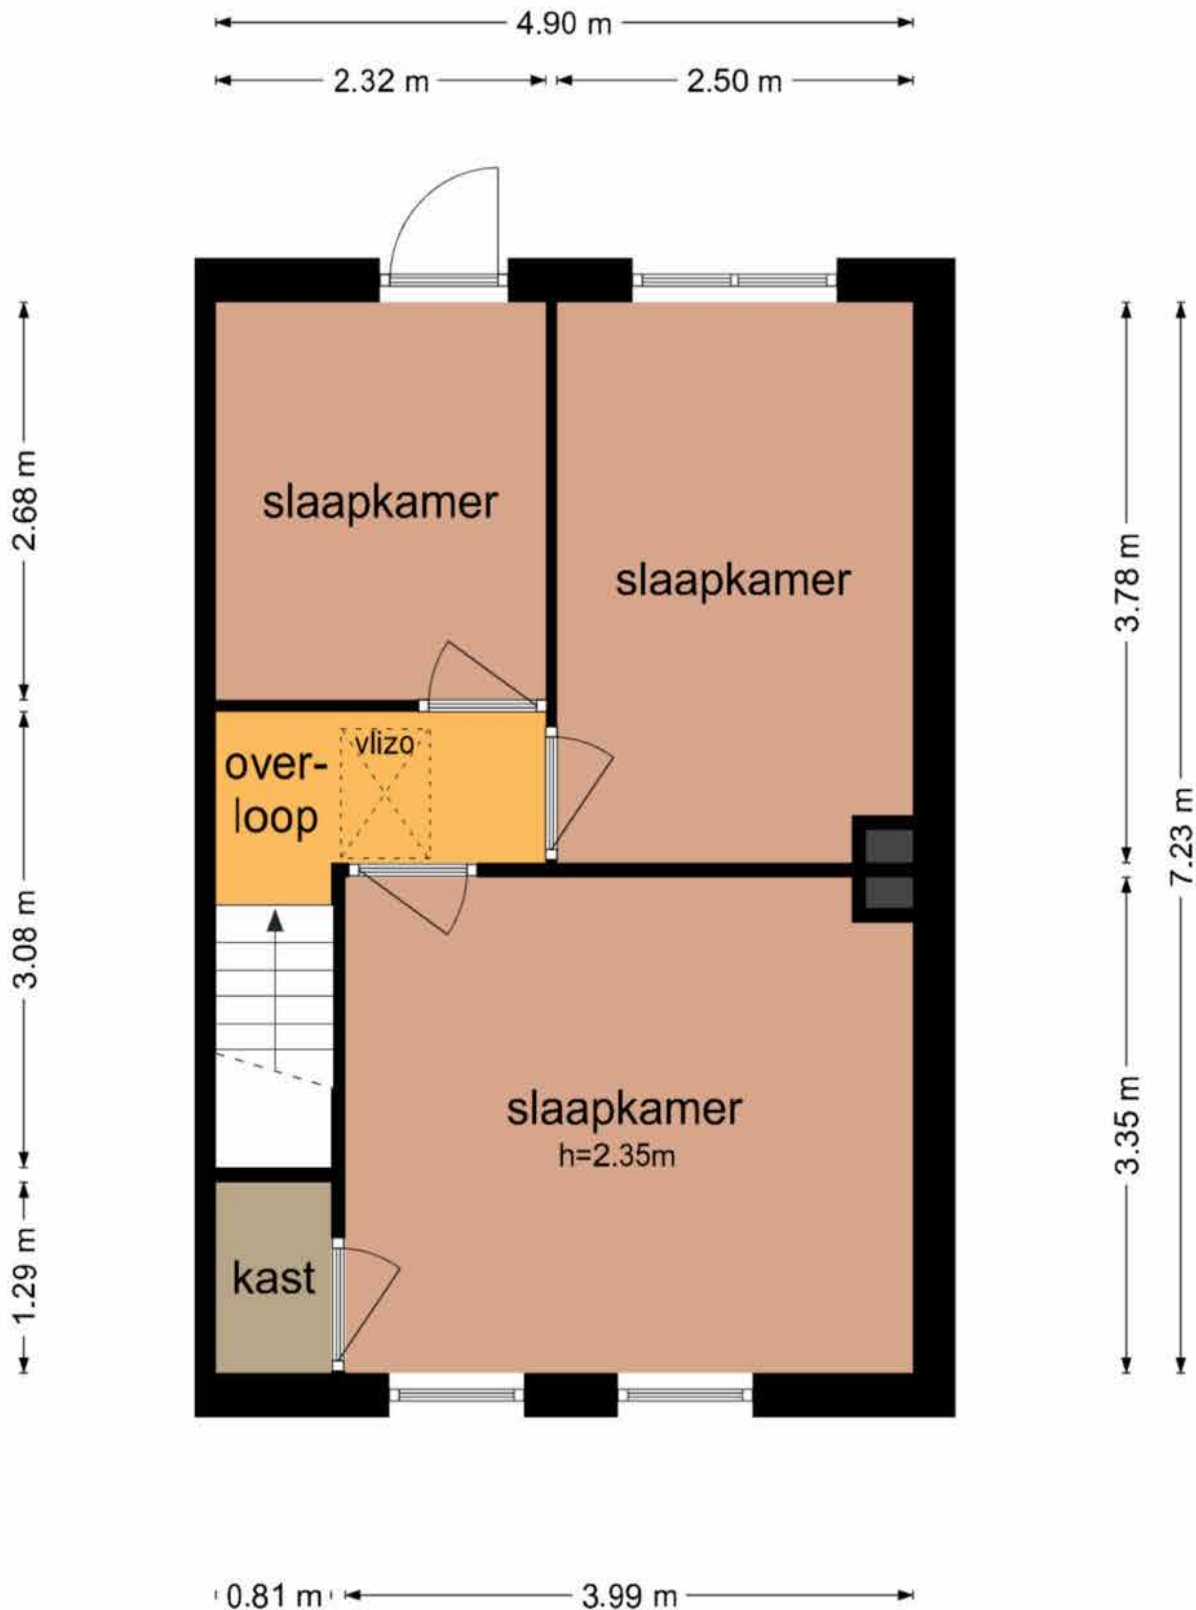 4.90 m
2.32 m
2.50 m
2.68 m
slaapkamer
slaapkamer
3.78 m
7.23 m
vlizo
over-
loop
3.08 m
slaapkamer
h=2.35m
3.35 m
1.29 m
kast
0.81 m
3.99 m